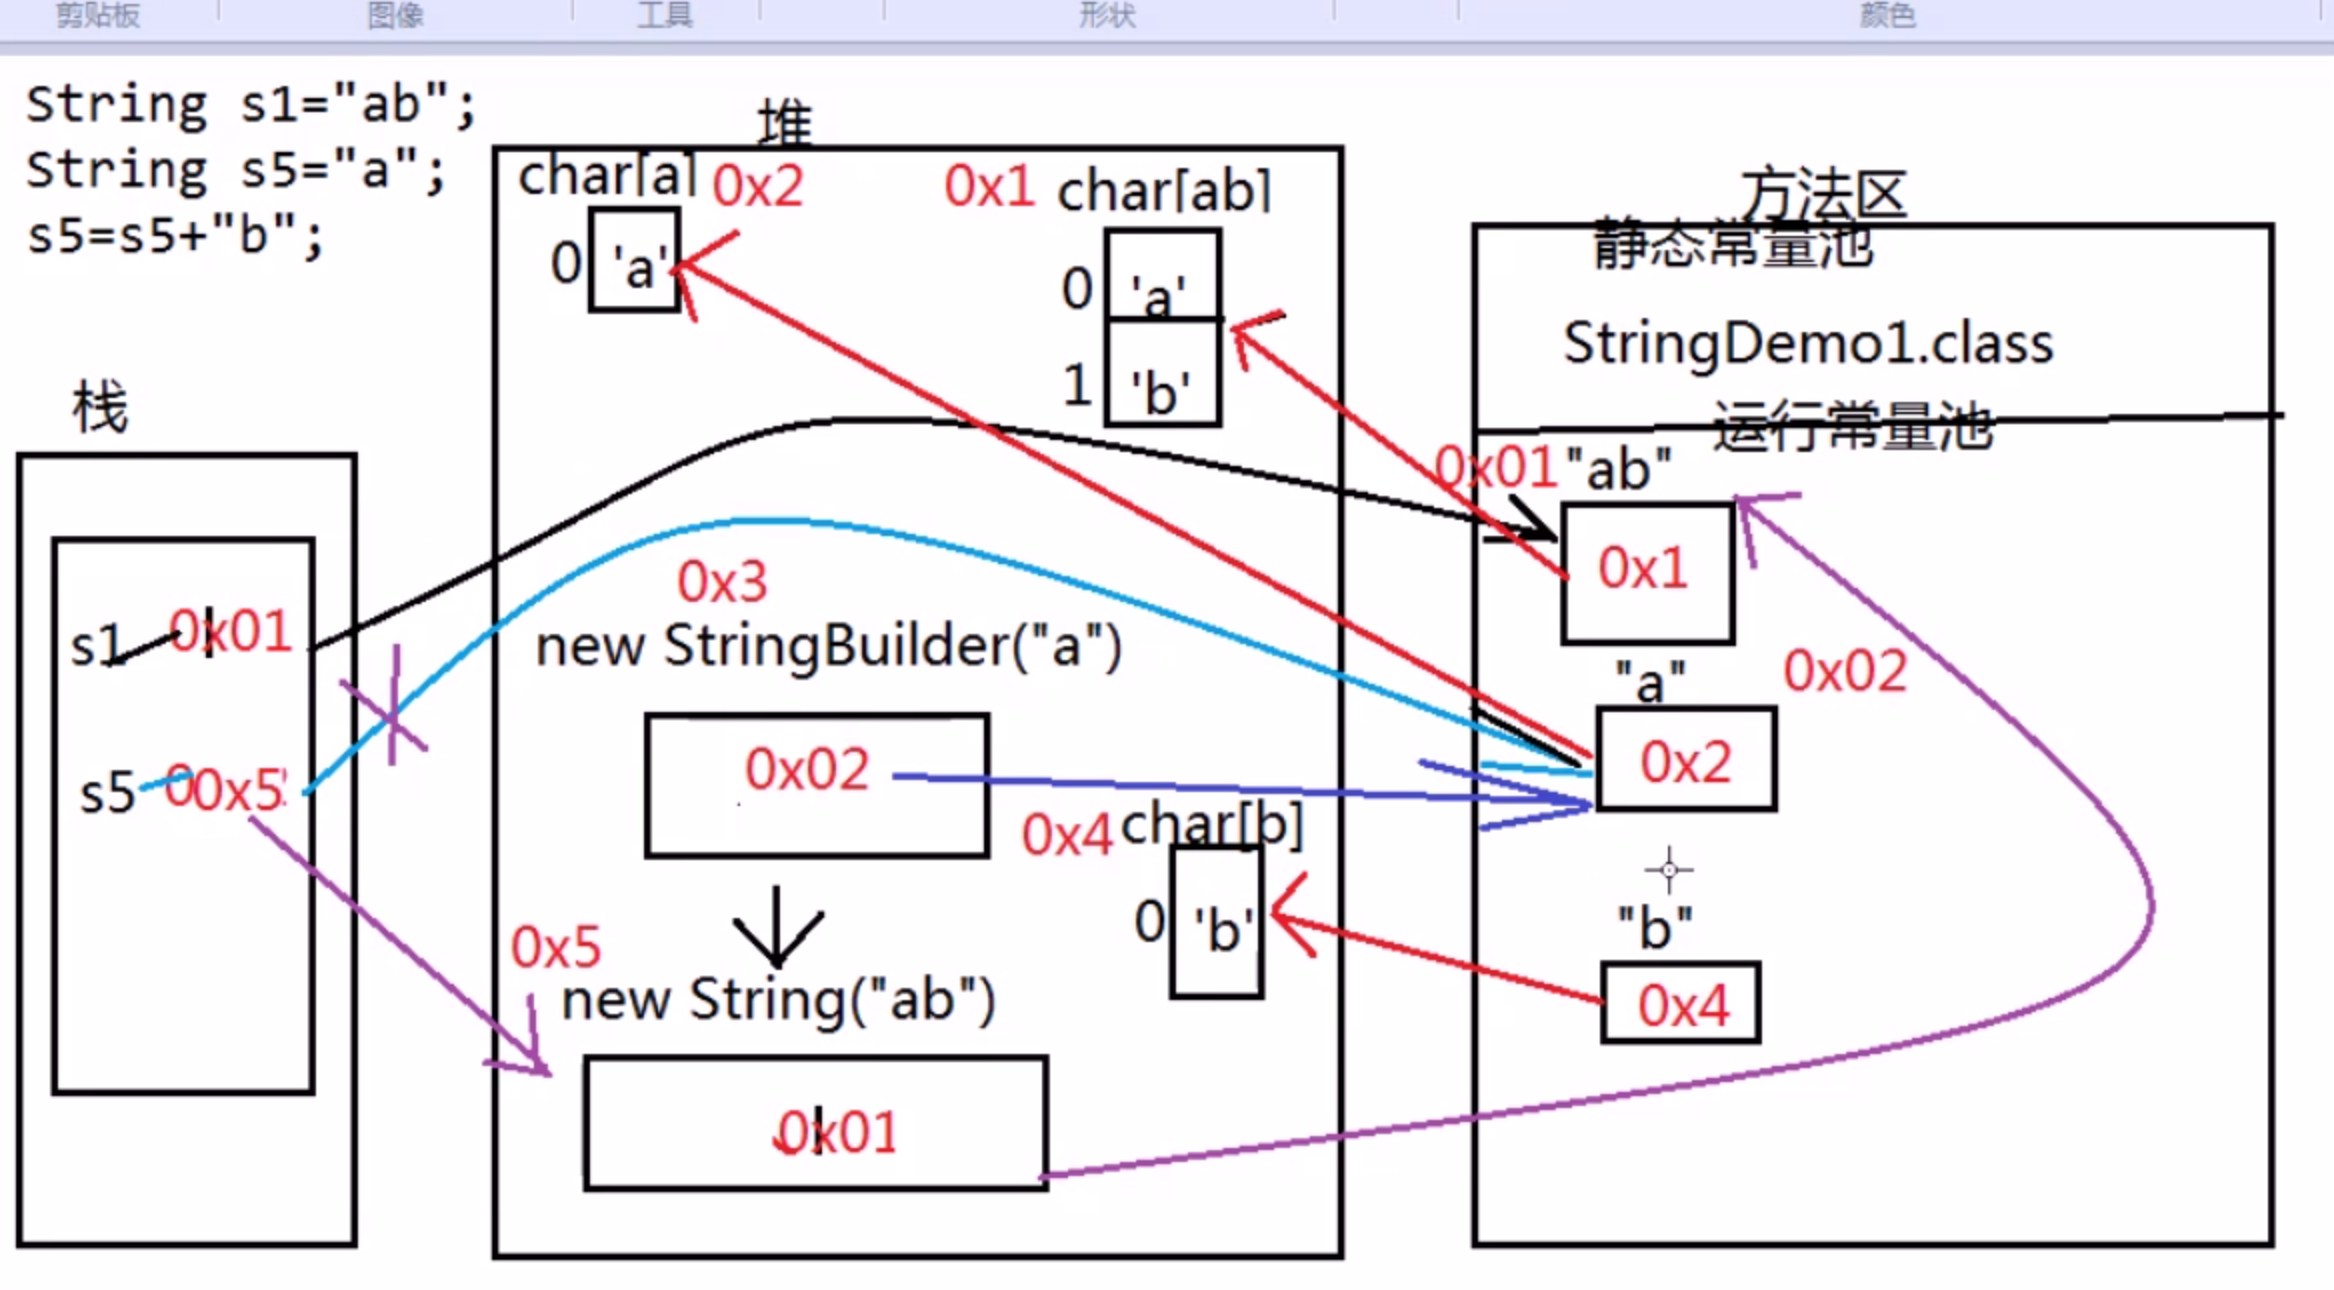 剪贴板 图像 工具 形状 颜色
String s1="ab";
String s5="a";
s5=s5+"b";
栈
s1 0x01
s5 00x5
堆
char[a] 0x2
0 'a'
0x1 char[ab]
0 'a'
1 'b'
0x3
new StringBuilder("a")
0x02
0x4 char[b]
0 'b'
0x5
new String("ab")
0x01
方法区
静态常量池
StringDemo1.class
运行常量池
0x01 "ab"
0x1
"a" 0x02
0x2
"b"
0x4